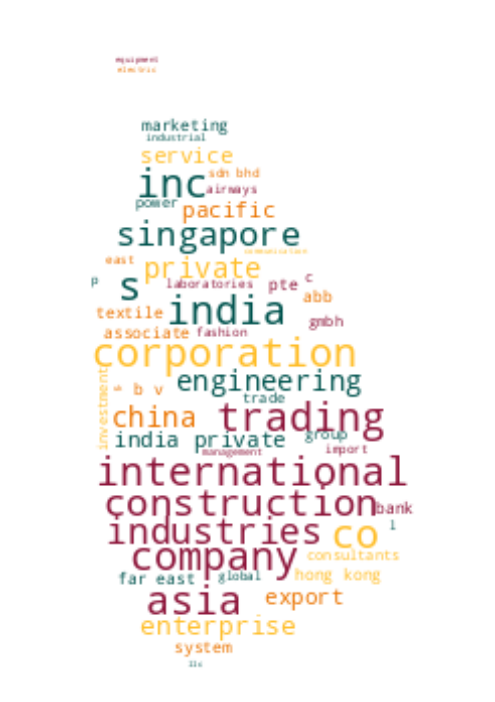 equipment
electric
marketing
industrial
service
inc
sdn bhd
airways
power
pacific
singapore
communications
east
private
p
s
laboratories
pte
c
abb
textile
india
gmbh
associate
fashion
corporation
investment
b v
engineering
trade
china
trading
india private
group
management
import
international
construction
bank
industries
co
l
company
consultants
far east
global
hong kong
asia
export
enterprise
system
llc